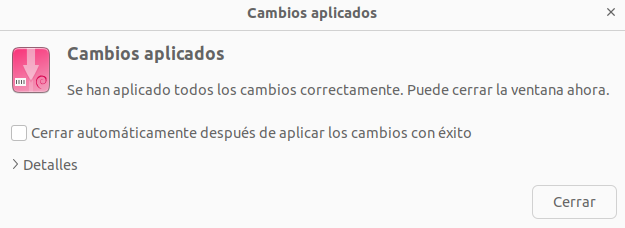 Cambios aplicados
Cambios aplicados
Se han aplicado todos los cambios correctamente. Puede cerrar la ventana ahora.
Cerrar automáticamente después de aplicar los cambios con éxito
Detalles
Cerrar